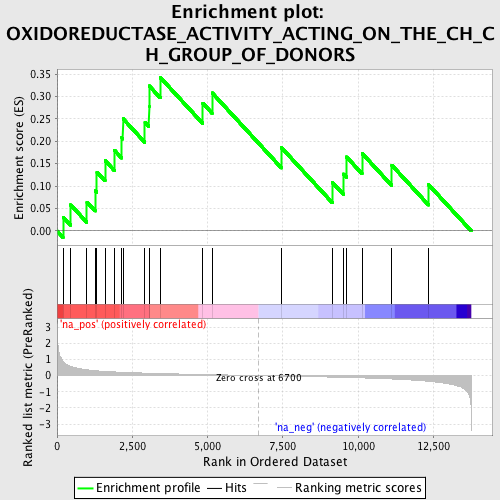 Enrichment plot:
OXIDOREDUCTASE_ACTIVITY_ACTING_ON_THE_CH_C
H_GROUP_OF_DONORS
Enrichment score (ES)
0.35
0.30
0.25
0.20
0.15
0.10
0.05
0.00
'na_pos' (positively correlated)
Ranked list metric (PreRanked)
3
2
1
0
-1
-2
-3
Zero cross at 6700
'na_neg' (negatively correlated)
0
2,500
5,000
7,500
10,000
12,500
Rank in Ordered Dataset
Enrichment profile
Hits
Ranking metric scores